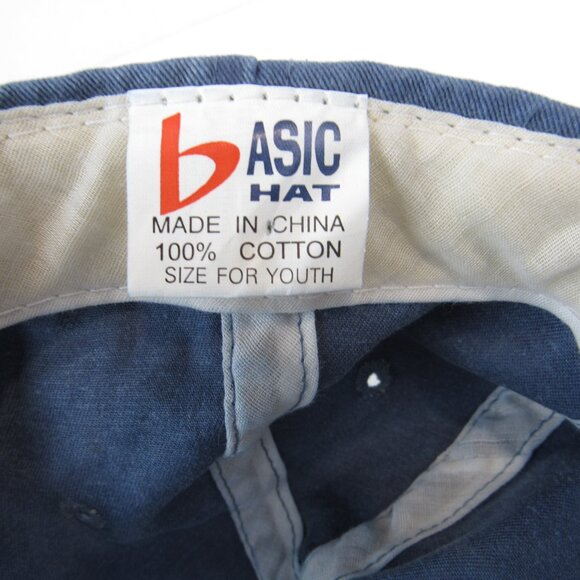 bASIC
HAT
MADE IN CHINA
100% COTTON
SIZE FOR YOUTH